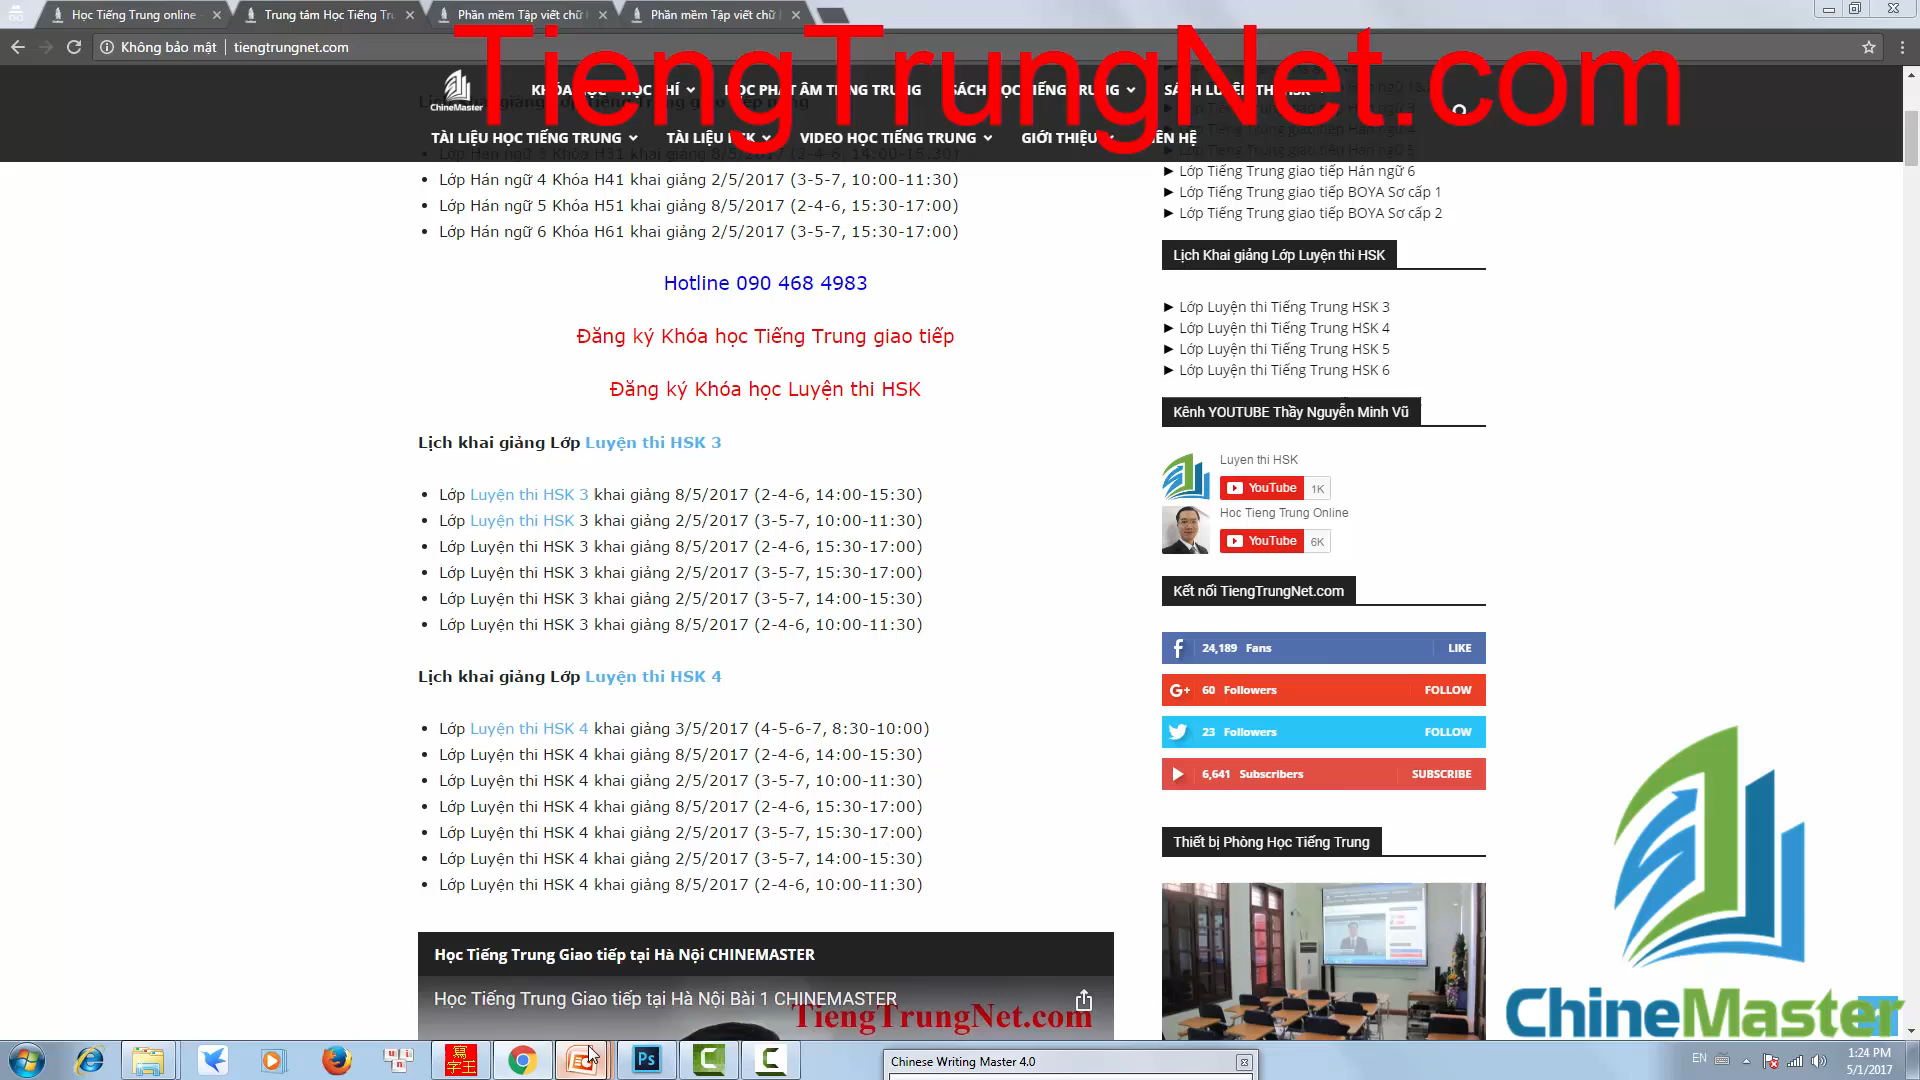 Học Tiếng Trung online
Trung tâm Học Tiếng Tru
Phần mềm Tập viết chữ
Phần mềm Tập viết chữ
Không bảo mật
tiengtrungnet.com
TiengTrungNet.com
ChineMaster
HỌC PHÁT ÂM TIẾNG TRUNG
SÁCH HỌC TIẾNG TRUNG
SÁCH LUYỆN THI HSK
TÀI LIỆU HỌC TIẾNG TRUNG
TÀI LIỆU HSK
VIDEO HỌC TIẾNG TRUNG
GIỚI THIỆU
LIÊN HỆ
Lớp Hán ngữ 4 Khóa H41 khai giảng 2/5/2017 (3-5-7, 10:00-11:30)
Lớp Hán ngữ 5 Khóa H51 khai giảng 8/5/2017 (2-4-6, 15:30-17:00)
Lớp Hán ngữ 6 Khóa H61 khai giảng 2/5/2017 (3-5-7, 15:30-17:00)
Hotline 090 468 4983
Đăng ký Khóa học Tiếng Trung giao tiếp
Đăng ký Khóa học Luyện thi HSK
Lịch khai giảng Lớp Luyện thi HSK 3
Lớp Luyện thi HSK 3 khai giảng 8/5/2017 (2-4-6, 14:00-15:30)
Lớp Luyện thi HSK 3 khai giảng 2/5/2017 (3-5-7, 10:00-11:30)
Lớp Luyện thi HSK 3 khai giảng 8/5/2017 (2-4-6, 15:30-17:00)
Lớp Luyện thi HSK 3 khai giảng 2/5/2017 (3-5-7, 15:30-17:00)
Lớp Luyện thi HSK 3 khai giảng 2/5/2017 (3-5-7, 14:00-15:30)
Lớp Luyện thi HSK 3 khai giảng 8/5/2017 (2-4-6, 10:00-11:30)
Lịch khai giảng Lớp Luyện thi HSK 4
Lớp Luyện thi HSK 4 khai giảng 3/5/2017 (4-5-6-7, 8:30-10:00)
Lớp Luyện thi HSK 4 khai giảng 8/5/2017 (2-4-6, 14:00-15:30)
Lớp Luyện thi HSK 4 khai giảng 2/5/2017 (3-5-7, 10:00-11:30)
Lớp Luyện thi HSK 4 khai giảng 8/5/2017 (2-4-6, 15:30-17:00)
Lớp Luyện thi HSK 4 khai giảng 2/5/2017 (3-5-7, 15:30-17:00)
Lớp Luyện thi HSK 4 khai giảng 2/5/2017 (3-5-7, 14:00-15:30)
Lớp Luyện thi HSK 4 khai giảng 8/5/2017 (2-4-6, 10:00-11:30)
Học Tiếng Trung Giao tiếp tại Hà Nội CHINEMASTER
Học Tiếng Trung Giao tiếp tại Hà Nội Bài 1 CHINEMASTER
TiengTrungNet.com
Lớp Tiếng Trung giao tiếp Hán ngữ 6
Lớp Tiếng Trung giao tiếp BOYA Sơ cấp 1
Lớp Tiếng Trung giao tiếp BOYA Sơ cấp 2
Lịch Khai giảng Lớp Luyện thi HSK
Lớp Luyện thi Tiếng Trung HSK 3
Lớp Luyện thi Tiếng Trung HSK 4
Lớp Luyện thi Tiếng Trung HSK 5
Lớp Luyện thi Tiếng Trung HSK 6
Kênh YOUTUBE Thầy Nguyễn Minh Vũ
Luyen thi HSK
YouTube 1K
Hoc Tieng Trung Online
YouTube 6K
Kết nối TiengTrungNet.com
24,189 Fans LIKE
60 Followers FOLLOW
23 Followers FOLLOW
6,641 Subscribers SUBSCRIBE
Thiết bị Phòng Học Tiếng Trung
ChineMaster
寫字王
Ps
Chinese Writing Master 4.0
EN
1:24 PM
5/1/2017